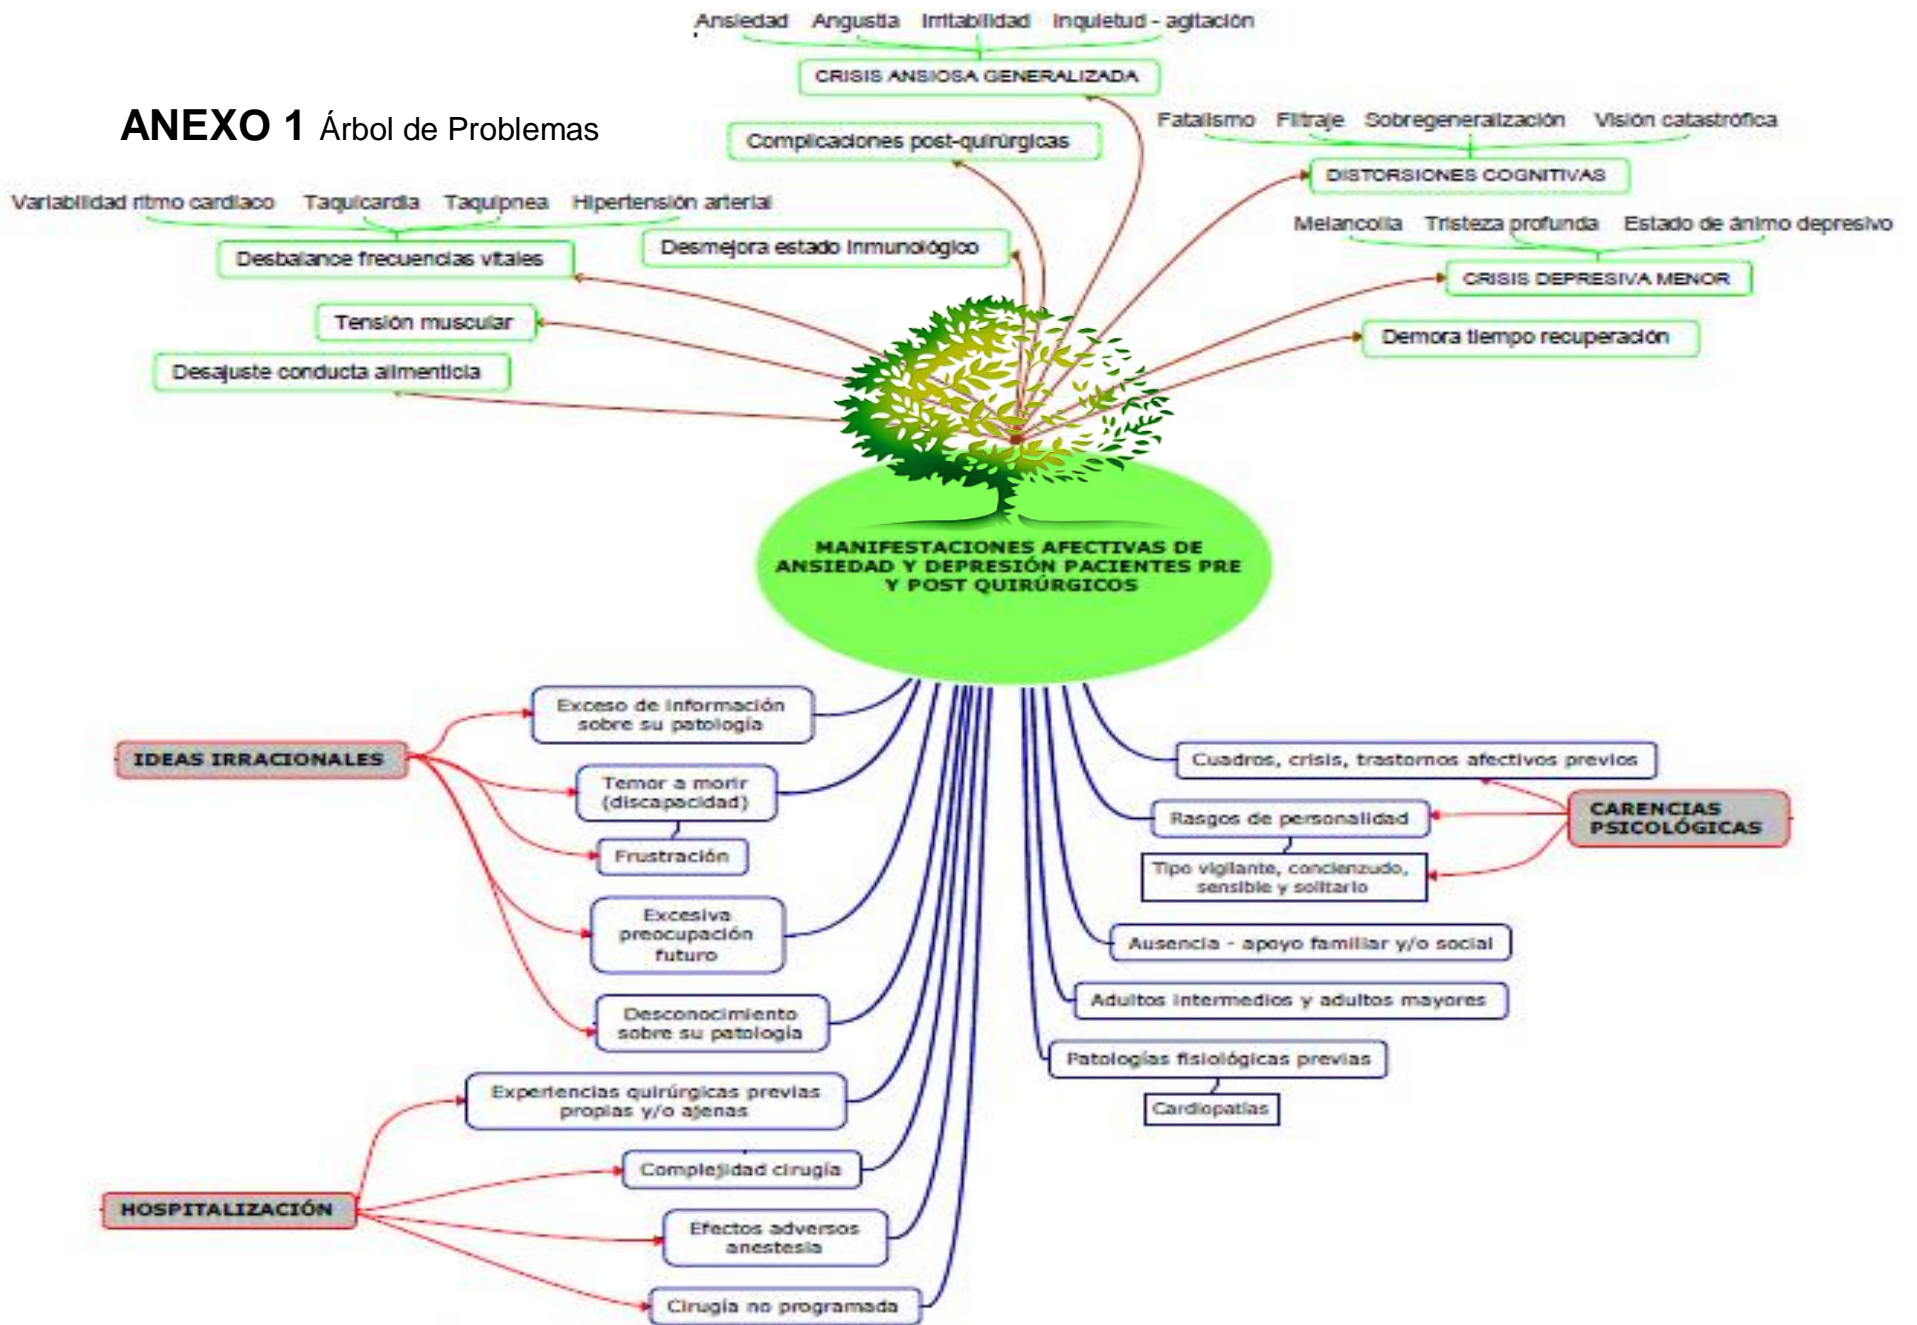 Ansiedad Angustia Irritabilidad Inquietud - agitación
CRISIS ANSIOSA GENERALIZADA
ANEXO 1 Árbol de Problemas
Complicaciones post-quirúrgicas
Fatalismo Filtraje Sobregeneralización Visión catastrófica
DISTORSIONES COGNITIVAS
Variabilidad ritmo cardiaco Taquicardia Taquipnea Hipertensión arterial
Desbalance frecuencias vitales
Desmejora estado inmunológico
Melancolía Tristeza profunda Estado de ánimo depresivo
CRISIS DEPRESIVA MENOR
Tensión muscular
Demora tiempo recuperación
Desajuste conducta alimenticia
MANIFESTACIONES AFECTIVAS DE
ANSIEDAD Y DEPRESIÓN PACIENTES PRE
Y POST QUIRÚRGICOS
IDEAS IRRACIONALES
Exceso de información
sobre su patología
Temor a morir
(discapacidad)
Frustración
Excesiva
preocupación
futuro
Desconocimiento
sobre su patología
HOSPITALIZACIÓN
Experiencias quirúrgicas previas
propias y/o ajenas
Complejidad cirugía
Efectos adversos
anestesia
Cirugía no programada
Cuadros, crisis, trastornos afectivos previos
CARENCIAS
PSICOLÓGICAS
Rasgos de personalidad
Tipo vigilante, concienzudo,
sensible y solitario
Ausencia - apoyo familiar y/o social
Adultos intermedios y adultos mayores
Patologías fisiológicas previas
Cardiopatías